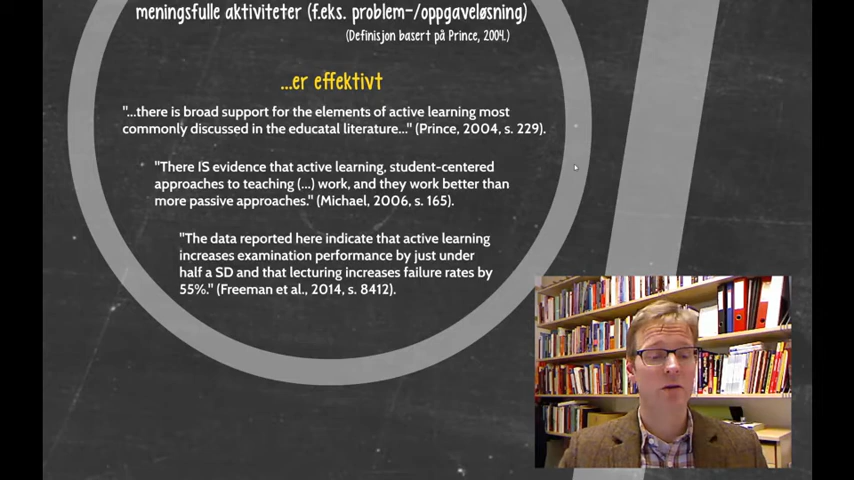 meningsfulle aktiviteter (f.eks. problem-/oppgaveløsning)
(Definisjon basert på Prince, 2004.)
...er effektivt
"...there is broad support for the elements of active learning most
commonly discussed in the educatal literature..." (Prince, 2004, s. 229).
"There IS evidence that active learning, student-centered
approaches to teaching (...) work, and they work better than
more passive approaches." (Michael, 2006, s. 165).
"The data reported here indicate that active learning
increases examination performance by just under
half a SD and that lecturing increases failure rates by
55%." (Freeman et al., 2014, s. 8412).